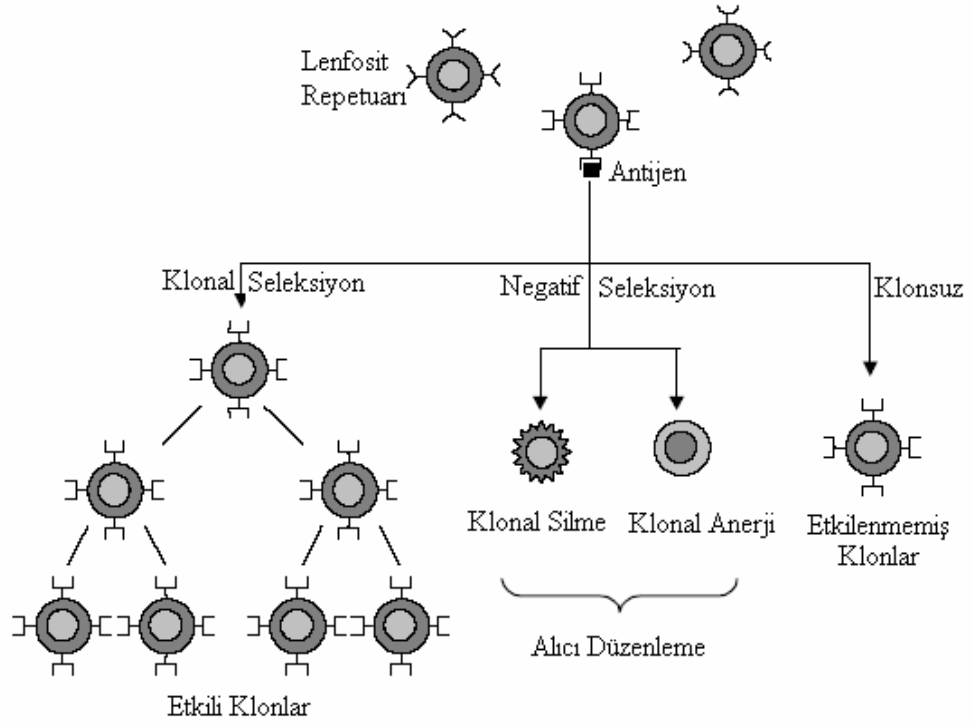 Lenfosit
Repetuarı
Antijen
Klonal Seleksiyon
Negatif Seleksiyon
Klonsuz
Klonal Silme
Klonal Anerji
Etkilenmemiş
Klonlar
Alıcı Düzenleme
Etkili Klonlar